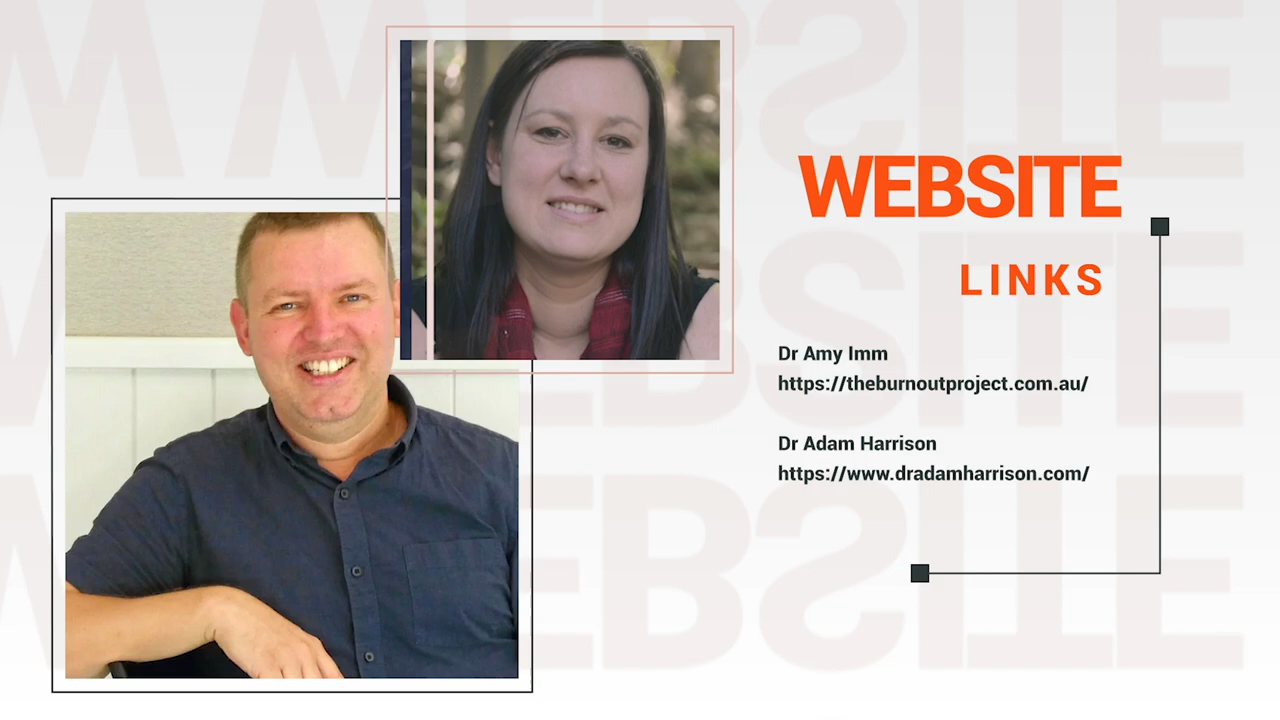 WEBSITE
LINKS
Dr Amy Imm
https://theburnoutproject.com.au/
Dr Adam Harrison
https://www.dradamharrison.com/